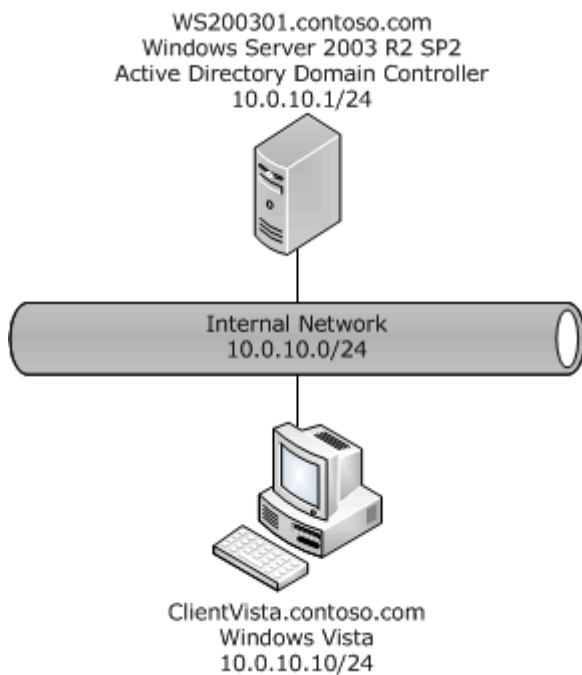 WS200301.contoso.com
Windows Server 2003 R2 SP2
Active Directory Domain Controller
10.0.10.1/24
Internal Network
10.0.10.0/24
ClientVista.contoso.com
Windows Vista
10.0.10.10/24